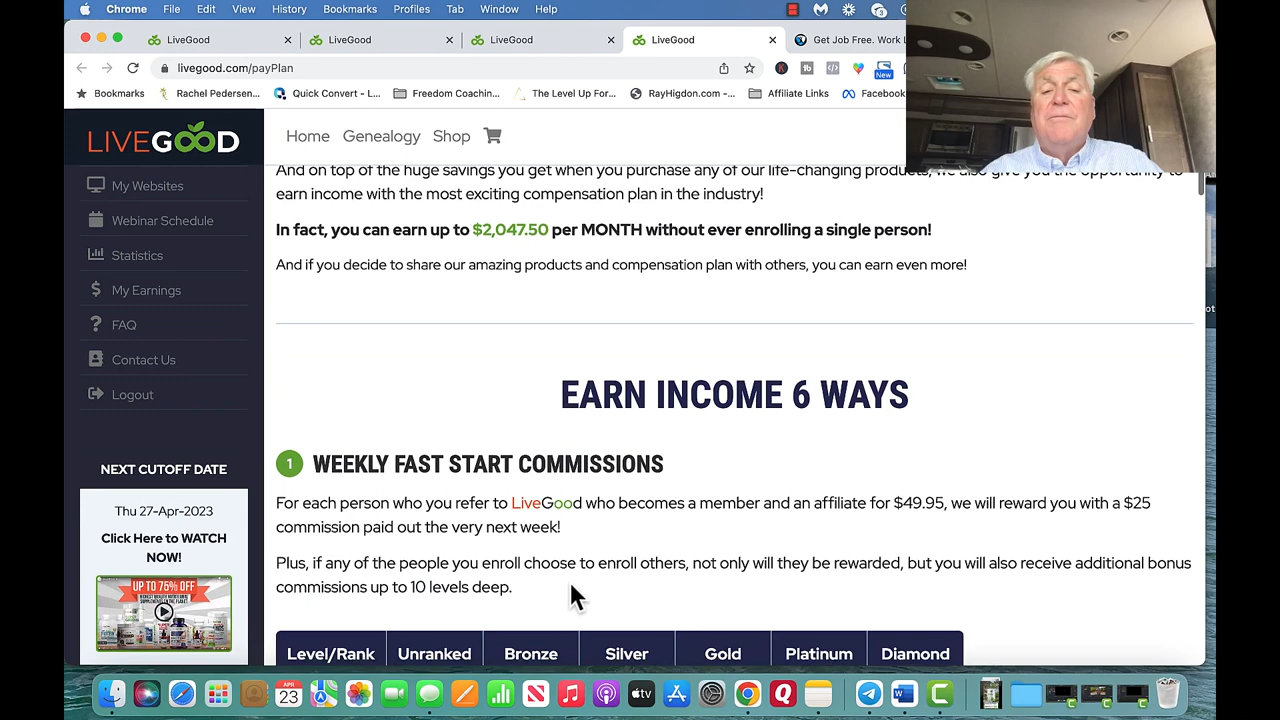 Chrome File Edit View History Bookmarks Profiles Tab Window Help
LiveGood LiveGood LiveGood LiveGood Get Job Free. Work
livegood.com/payPlan
New
Bookmarks Rachel Pedersen... Quick Convert - L... Freedom Coachin... The Level Up For... RayHigdon.com -... Affiliate Links Facebook
LIVEGOOD
Home Genealogy Shop
My Websites
Webinar Schedule
Statistics
My Earnings
FAQ
Contact Us
Logout
NEXT CUTOFF DATE
Thu 27-Apr-2023
Click Here to WATCH
NOW!
UP TO 75% OFF
And on top of the huge savings you get when you purchase any of our life-changing products, we also give you the opportunity to
earn income with the most exciting compensation plan in the industry!
In fact, you can earn up to $2,047.50 per MONTH without ever enrolling a single person!
And if you decide to share our amazing products and compensation plan with others, you can earn even more!
EARN INCOME 6 WAYS
1 WEEKLY FAST START COMMISSIONS
For each person who you refer to LiveGood who becomes a member and an affiliate for $49.95, we will reward you with a $25
commission paid out the very next week!
Plus, if any of the people you enroll choose to enroll others, not only will they be rewarded, but you will also receive additional bonus
commissions up to 10 levels deep.
Level Rank Unranked Bronze Silver Gold Platinum Diamond
APR
23
tv